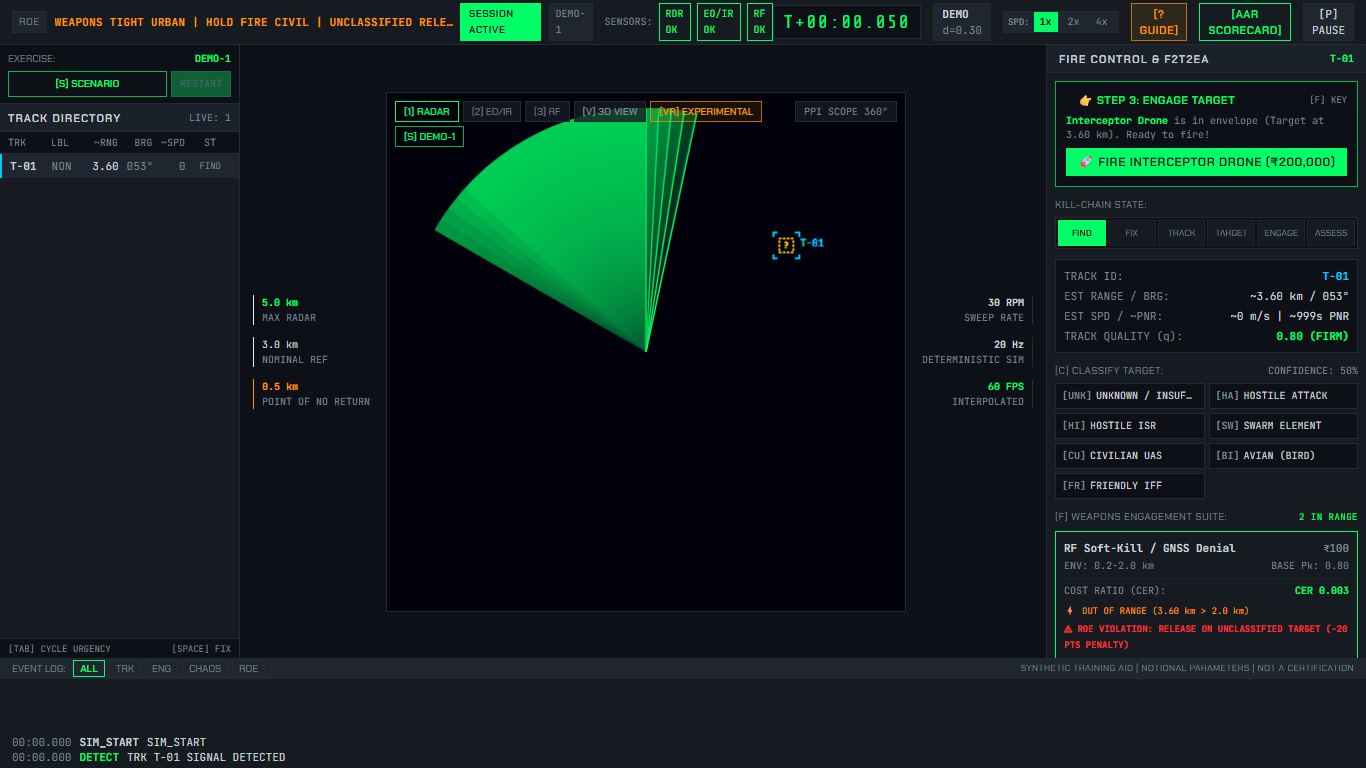 ROE
WEAPONS TIGHT URBAN | HOLD FIRE CIVIL | UNCLASSIFIED RELE…
SESSION ACTIVE
DEMO-1
SENSORS:
RDR OK
EO/IR OK
RF OK
T+00:00.050
DEMO
d=0.30
SPD: 1x 2x 4x
[? GUIDE]
[AAR SCORECARD]
[P] PAUSE
EXERCISE: DEMO-1
[S] SCENARIO
RESTART
TRACK DIRECTORY LIVE: 1
TRK LBL ~RNG BRG ~SPD ST
T-01 NON 3.60 053° 0 FIND
[TAB] CYCLE URGENCY [SPACE] FIX
[1] RADAR
[2] EO/IR
[3] RF
[V] 3D VIEW
[VR] EXPERIMENTAL
PPI SCOPE 360°
[S] DEMO-1
? T-01
5.0 km
MAX RADAR
3.0 km
NOMINAL REF
0.5 km
POINT OF NO RETURN
30 RPM
SWEEP RATE
20 Hz
DETERMINISTIC SIM
60 FPS
INTERPOLATED
FIRE CONTROL & F2T2EA T-01
👉 STEP 3: ENGAGE TARGET [F] KEY
Interceptor Drone is in envelope (Target at
3.60 km). Ready to fire!
🚀 FIRE INTERCEPTOR DRONE (₹200,000)
KILL-CHAIN STATE:
FIND FIX TRACK TARGET ENGAGE ASSESS
TRACK ID: T-01
EST RANGE / BRG: ~3.60 km / 053°
EST SPD / ~PNR: ~0 m/s | ~999s PNR
TRACK QUALITY (q): 0.80 (FIRM)
[C] CLASSIFY TARGET: CONFIDENCE: 50%
[UNK] UNKNOWN / INSUF… [HA] HOSTILE ATTACK
[HI] HOSTILE ISR [SW] SWARM ELEMENT
[CU] CIVILIAN UAS [BI] AVIAN (BIRD)
[FR] FRIENDLY IFF
[F] WEAPONS ENGAGEMENT SUITE: 2 IN RANGE
RF Soft-Kill / GNSS Denial ₹100
ENV: 0.2-2.0 km BASE Pk: 0.80
COST RATIO (CER): CER 0.003
⚡ OUT OF RANGE (3.60 km > 2.0 km)
⚠ ROE VIOLATION: RELEASE ON UNCLASSIFIED TARGET (-20
PTS PENALTY)
EVENT LOG: ALL TRK ENG CHAOS ROE
SYNTHETIC TRAINING AID | NOTIONAL PARAMETERS | NOT A CERTIFICATION
00:00.000 SIM_START SIM_START
00:00.000 DETECT TRK T-01 SIGNAL DETECTED